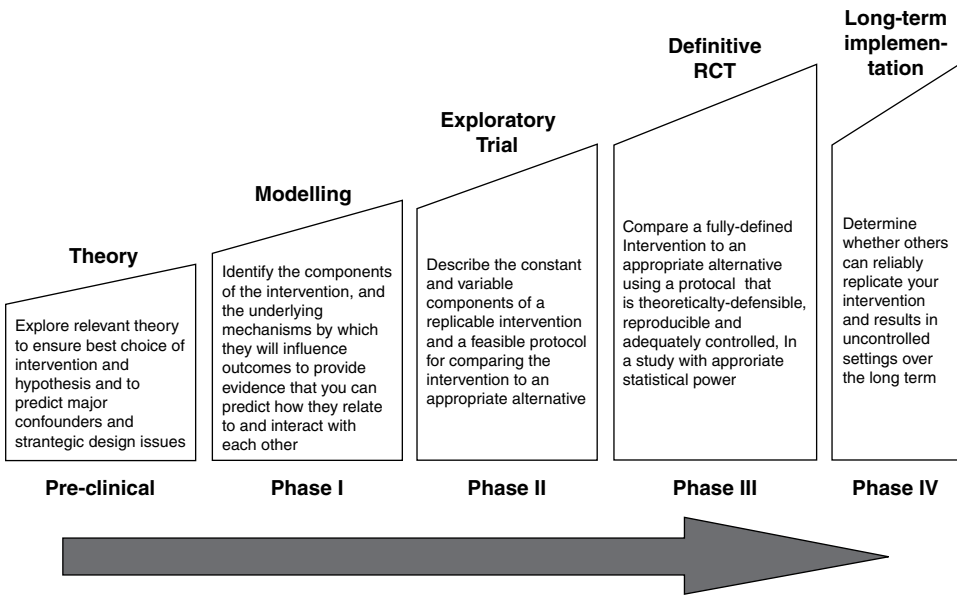 Theory
Explore relevant theory
to ensure best choice of
intervention and
hypothesis and to
predict major
confounders and
strantegic design issues
Pre-clinical
Modelling
Identify the components
of the intervention, and
the underlying
mechanisms by which
they will influence
outcomes to provide
evidence that you can
predict how they relate
to and interact with
each other
Phase I
Exploratory
Trial
Describe the constant
and variable
components of a
replicable intervention
and a feasible protocol
for comparing the
intervention to an
appropriate alternative
Phase II
Definitive
RCT
Compare a fully-defined
Intervention to an
appropriate alternative
using a protocal that
is theoreticalty-defensible,
reproducible and
adequately controlled, In
a study with approriate
statistical power
Phase III
Long-term
implemen-
tation
Determine
whether others
can reliably
replicate your
intervention
and results in
uncontrolled
settings over
the long term
Phase IV